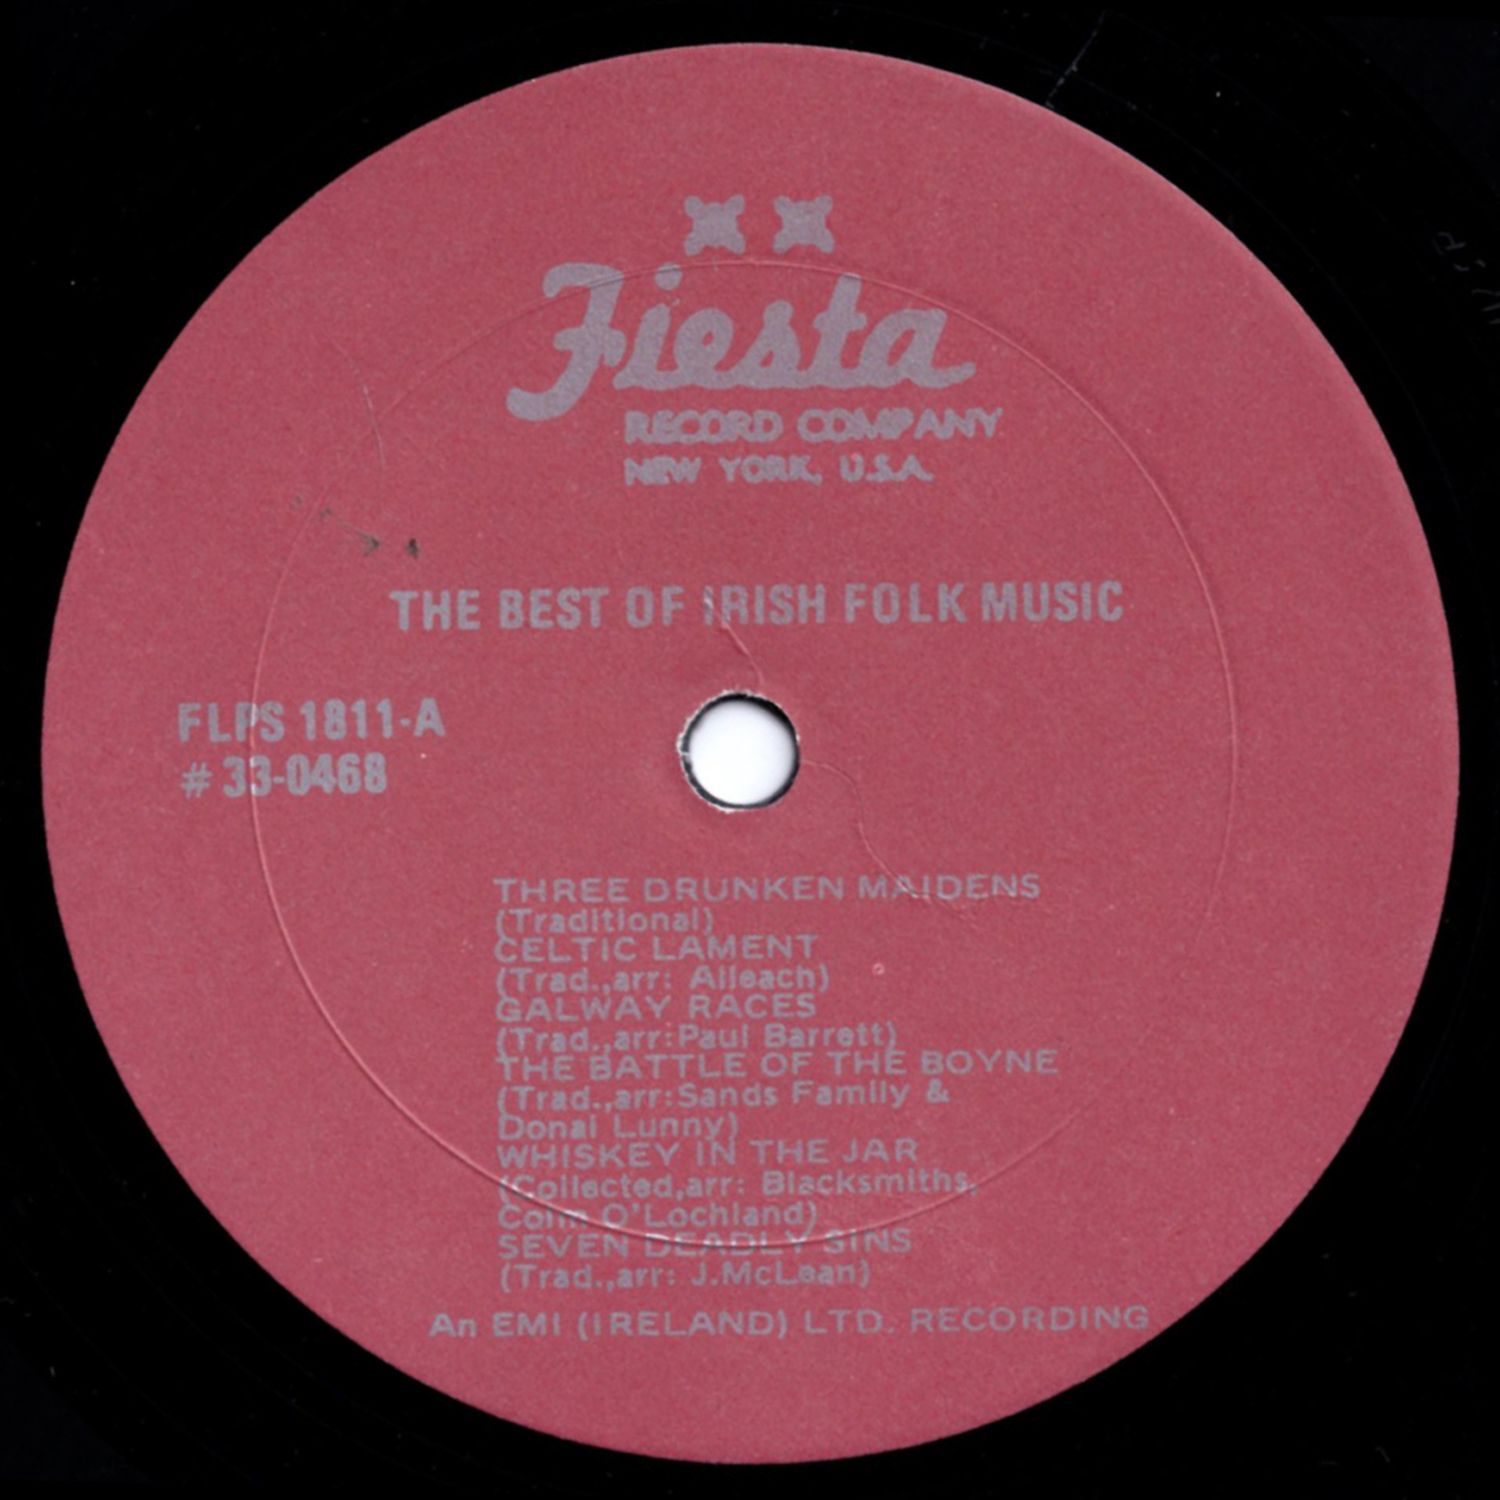 Fiesta
RECORD COMPANY
NEW YORK, U.S.A.
THE BEST OF IRISH FOLK MUSIC
FLPS 1811-A
# 33-0468
THREE DRUNKEN MAIDENS
(Traditional)
CELTIC LAMENT
(Trad.,arr: Aileach)
GALWAY RACES
(Trad.,arr:Paul Barrett)
THE BATTLE OF THE BOYNE
(Trad.,arr:Sands Family &
Donal Lunny)
WHISKEY IN THE JAR
(Collected,arr: Blacksmiths,
Colm O'Lochland)
SEVEN DEADLY SINS
(Trad.,arr: J.McLean)
An EMI (IRELAND) LTD. RECORDING